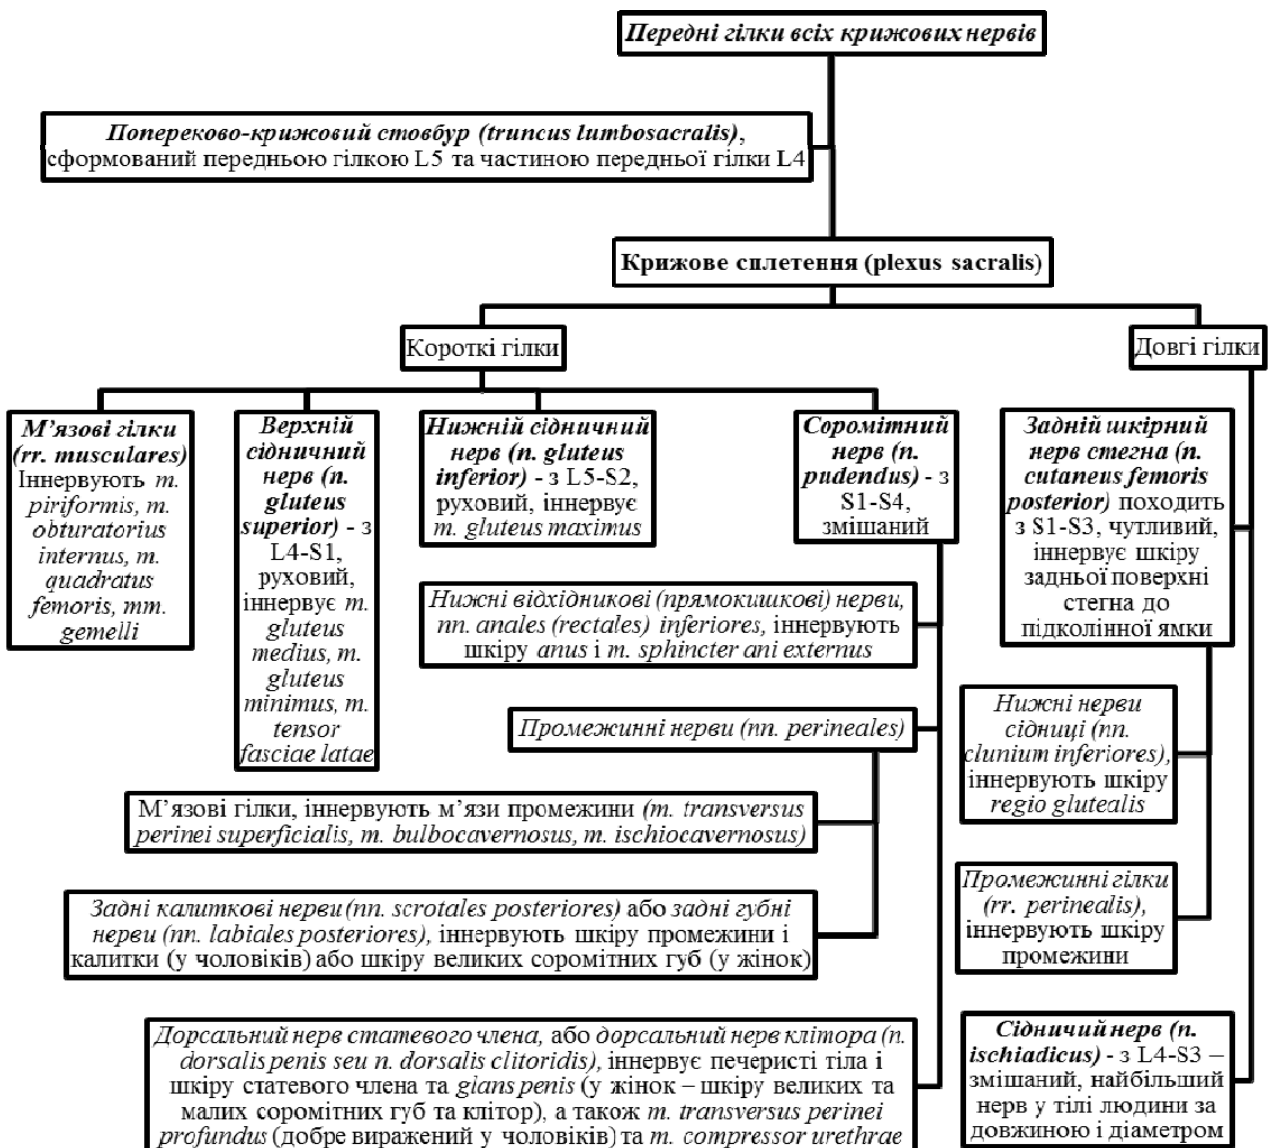 Передні гілки всіх крижових нервів
Попереково-крижовий стовбур (truncus lumbosacralis),
сформований передньою гілкою L5 та частиною передньої гілки L4
Крижове сплетення (plexus sacralis)
Короткі гілки
Довгі гілки
М’язові гілки
(rr. musculares)
Іннервують m.
piriformis, m.
obturatorius
internus, m.
quadratus
femoris, mm.
gemelli
Верхній
сідничний
нерв (n.
gluteus
superior) - з
L4-S1,
руховий,
іннервує m.
gluteus
medius, m.
gluteus
minimus, m.
tensor
fasciae latae
Нижній сідничний
нерв (n. gluteus
inferior) - з L5-S2,
руховий, іннервує
m. gluteus maximus
Соромітний
нерв (n.
pudendus) - з
S1-S4,
змішаний
Нижні відхідникові (прямокишкові) нерви,
nn. anales (rectales) inferiores, іннервують
шкіру anus і m. sphincter ani externus
Промежинні нерви (nn. perineales)
М’язові гілки, іннервують м’язи промежини (m. transversus
perinei superficialis, m. bulbocavernosus, m. ischiocavernosus)
Задні калиткові нерви (nn. scrotales posteriores) або задні губні
нерви (nn. labiales posteriores), іннервують шкіру промежини і
калитки (у чоловіків) або шкіру великих соромітних губ (у жінок)
Дорсальний нерв статевого члена, або дорсальний нерв клітора (n.
dorsalis penis seu n. dorsalis clitoridis), іннервує печеристі тіла і
шкіру статевого члена та glans penis (у жінок – шкіру великих та
малих соромітних губ та клітор), а також m. transversus perinei
profundus (добре виражений у чоловіків) та m. compressor urethrae
Задній шкірний
нерв стегна (n.
cutaneus femoris
posterior) походить
з S1-S3, чутливий,
іннервує шкіру
задньої поверхні
стегна до
підколінної ямки
Нижні нерви
сідниці (nn.
clunium inferiores),
іннервують шкіру
regio glutealis
Промежинні гілки
(rr. perinealis),
іннервують шкіру
промежини
Сідничий нерв (n.
ischiadicus) - з L4-S3 –
змішаний, найбільший
нерв у тілі людини за
довжиною і діаметром